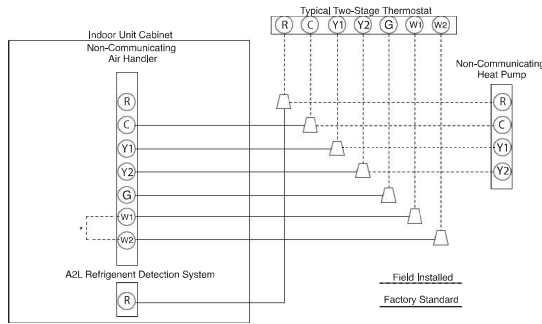 Typical Two-Stage Thermostat
R C Y1 Y2 G W1 W2
Indoor Unit Cabinet
Non-Communicating
Air Handler
Non-Communicating
Heat Pump
R
C
Y1
Y2
G
W1
*
W2
R
C
Y1
Y2
A2L Refrigenent Detection System
R
Field Installed
Factory Standard